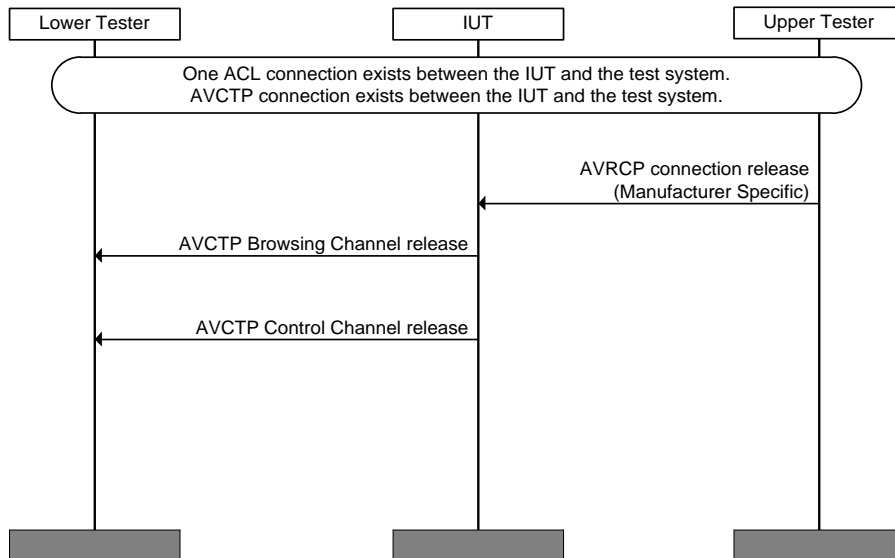 Lower Tester
IUT
Upper Tester
One ACL connection exists between the IUT and the test system.
AVCTP connection exists between the IUT and the test system.
AVRCP connection release
(Manufacturer Specific)
AVCTP Browsing Channel release
AVCTP Control Channel release